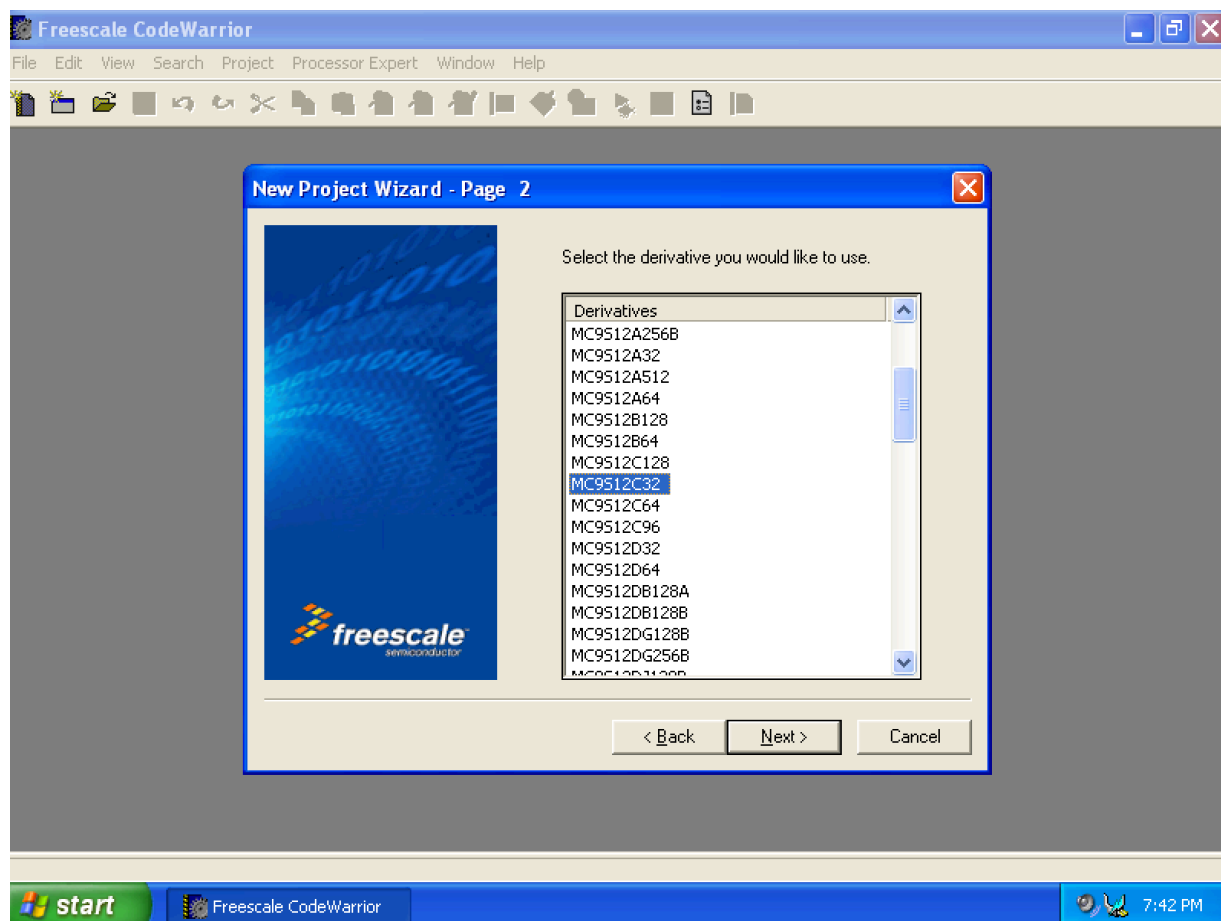 Freescale CodeWarrior
File Edit View Search Project Processor Expert Window Help
New Project Wizard - Page 2
Select the derivative you would like to use.
Derivatives
MC9S12A256B
MC9S12A32
MC9S12A512
MC9S12A64
MC9S12B128
MC9S12B64
MC9S12C128
MC9S12C32
MC9S12C64
MC9S12C96
MC9S12D32
MC9S12D64
MC9S12DB128A
MC9S12DB128B
MC9S12DG128B
MC9S12DG256B
freescale
semiconductor
< Back Next > Cancel
start Freescale CodeWarrior 7:42 PM